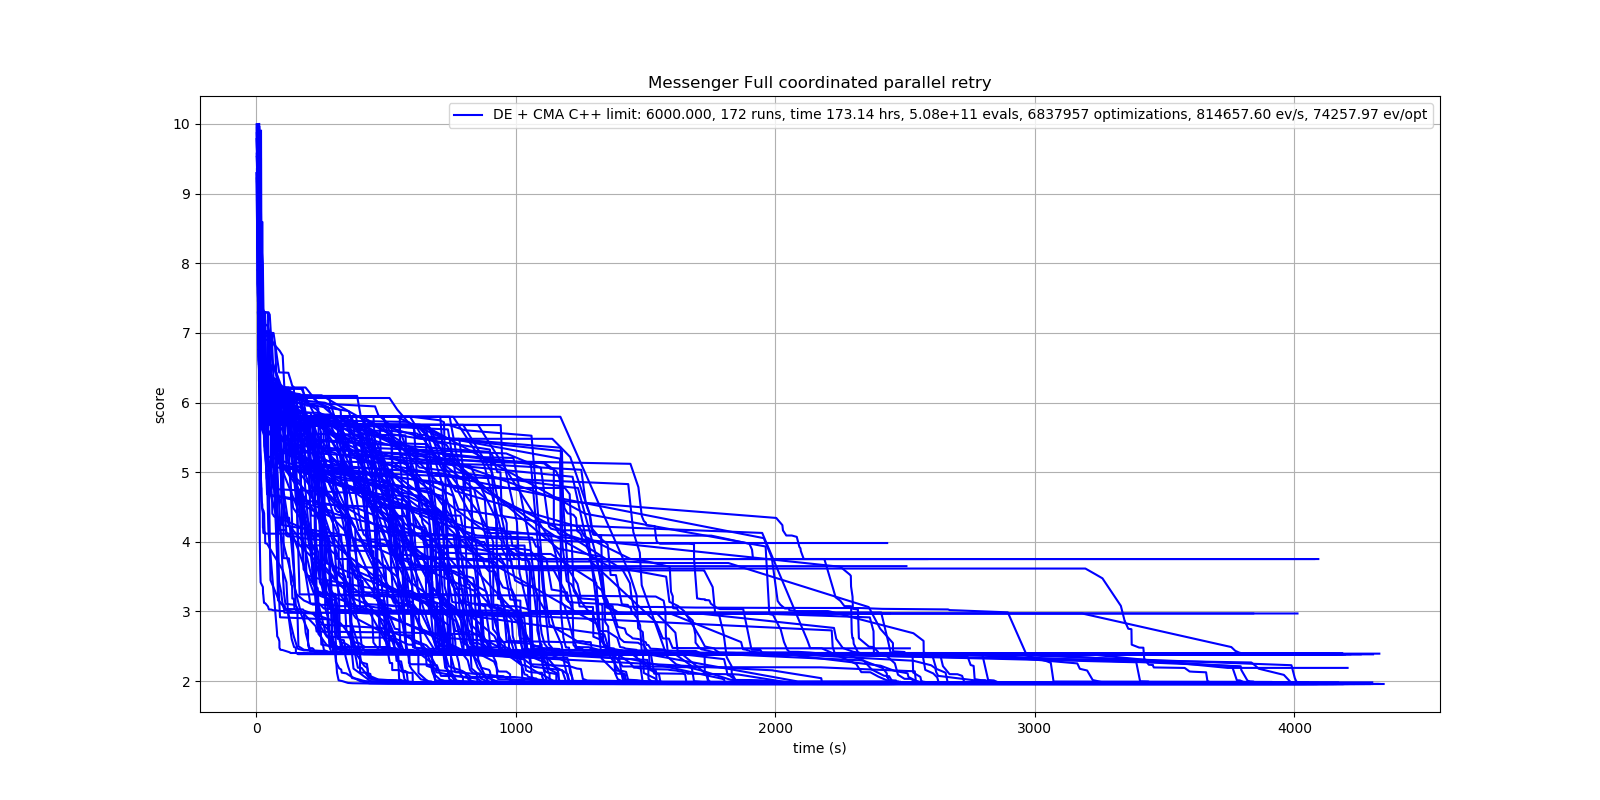 Messenger Full coordinated parallel retry
DE + CMA C++ limit: 6000.000, 172 runs, time 173.14 hrs, 5.08e+11 evals, 6837957 optimizations, 814657.60 ev/s, 74257.97 ev/opt
10
9
8
7
6
5
4
3
2
score
0 1000 2000 3000 4000
time (s)